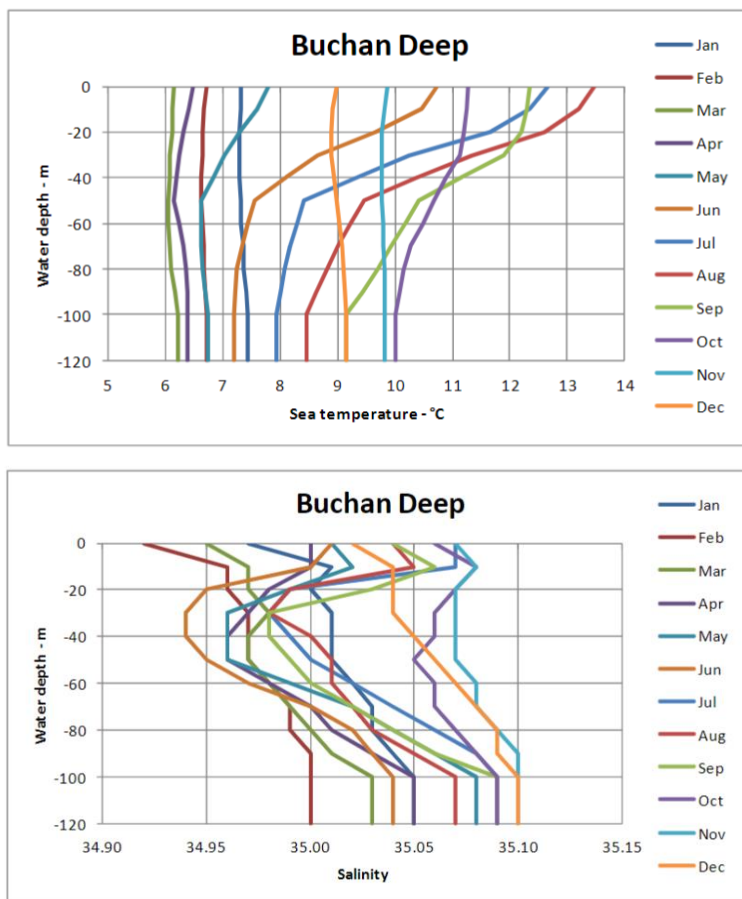 Buchan Deep
Jan
Feb
Mar
Apr
May
Jun
Jul
Aug
Sep
Oct
Nov
Dec
0
-20
-40
-60
-80
-100
-120
Water depth - m
5 6 7 8 9 10 11 12 13 14
Sea temperature - °C
Buchan Deep
Jan
Feb
Mar
Apr
May
Jun
Jul
Aug
Sep
Oct
Nov
Dec
0
-20
-40
-60
-80
-100
-120
Water depth - m
34.90 34.95 35.00 35.05 35.10 35.15
Salinity